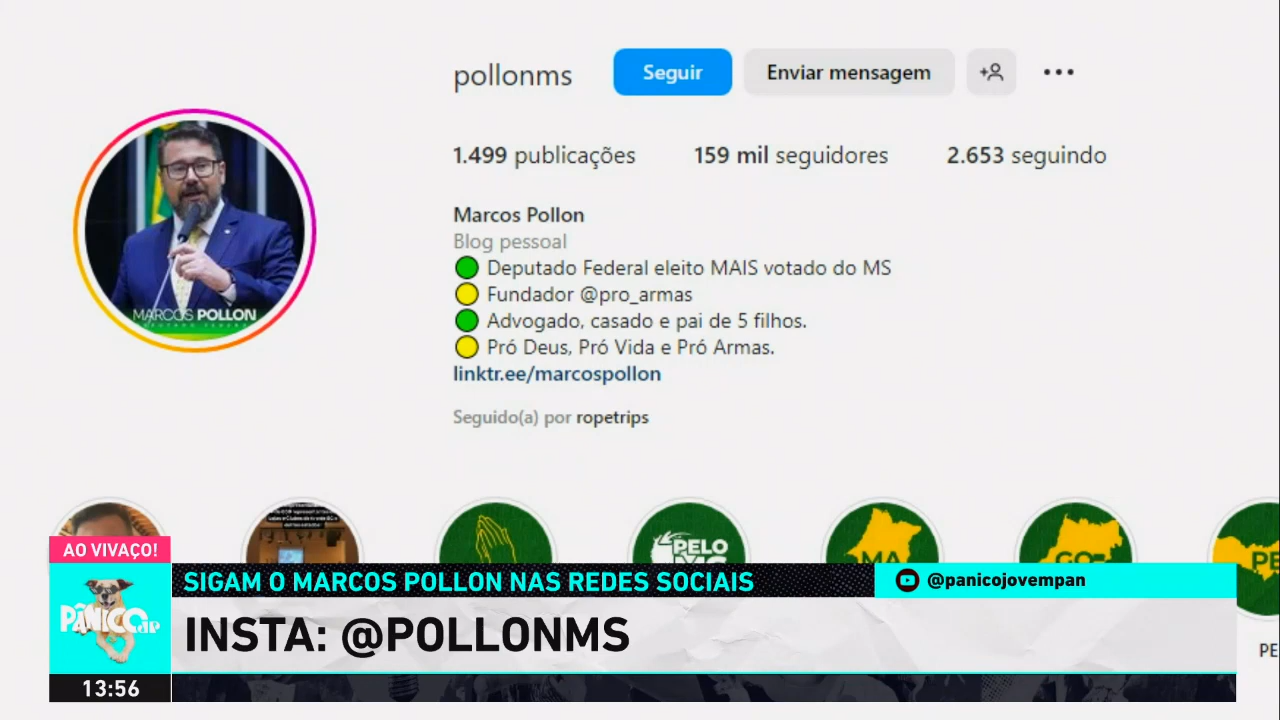 pollonms
Seguir
Enviar mensagem
1.499 publicações
159 mil seguidores
2.653 seguindo
Marcos Pollon
Blog pessoal
Deputado Federal eleito MAIS votado do MS
Fundador @pro_armas
Advogado, casado e pai de 5 filhos.
Pró Deus, Pró Vida e Pró Armas.
linktr.ee/marcospollon
Seguido(a) por ropetrips
MARCOS POLLON
PELO
MA
GO
PE
PE
AO VIVAÇO!
SIGAM O MARCOS POLLON NAS REDES SOCIAIS
@panicojovempan
PÂNICO JP
INSTA: @POLLONMS
13:56